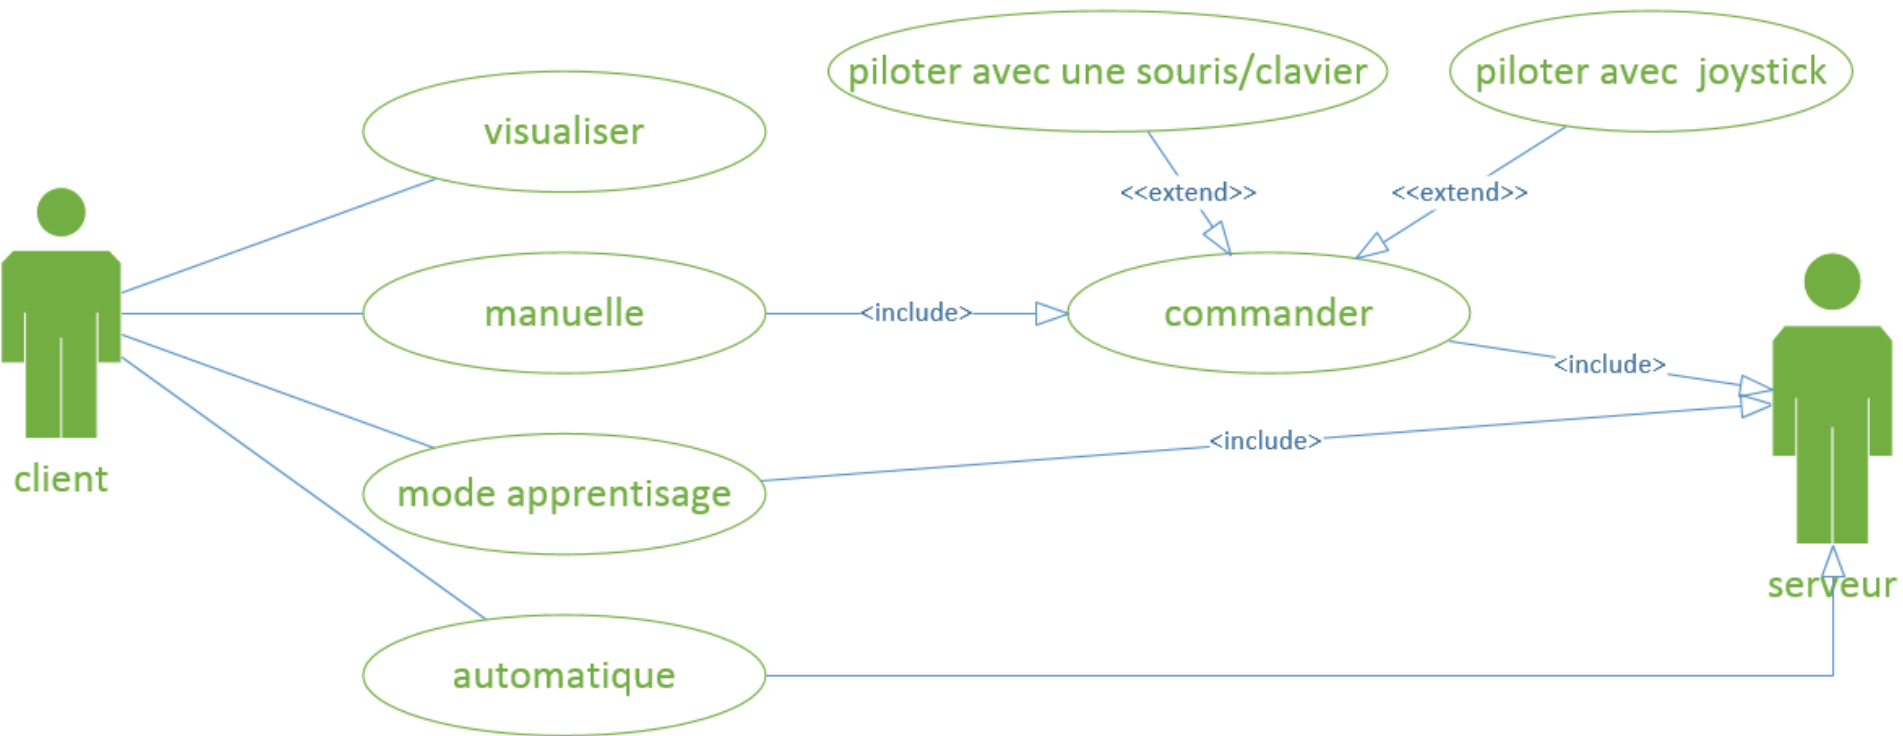 piloter avec une souris/clavier
piloter avec  joystick
visualiser
<<extend>>
<<extend>>
manuelle
<include>
commander
<include>
<include>
client
mode apprentisage
serveur
automatique